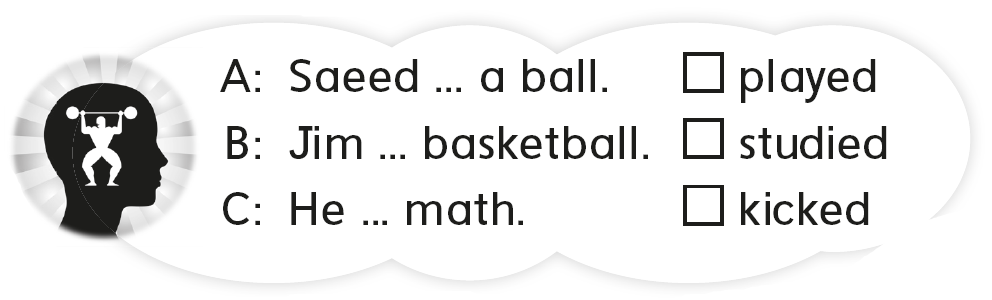 A: Saeed ... a ball. □ played
B: Jim ... basketball. □ studied
C: He ... math. □ kicked